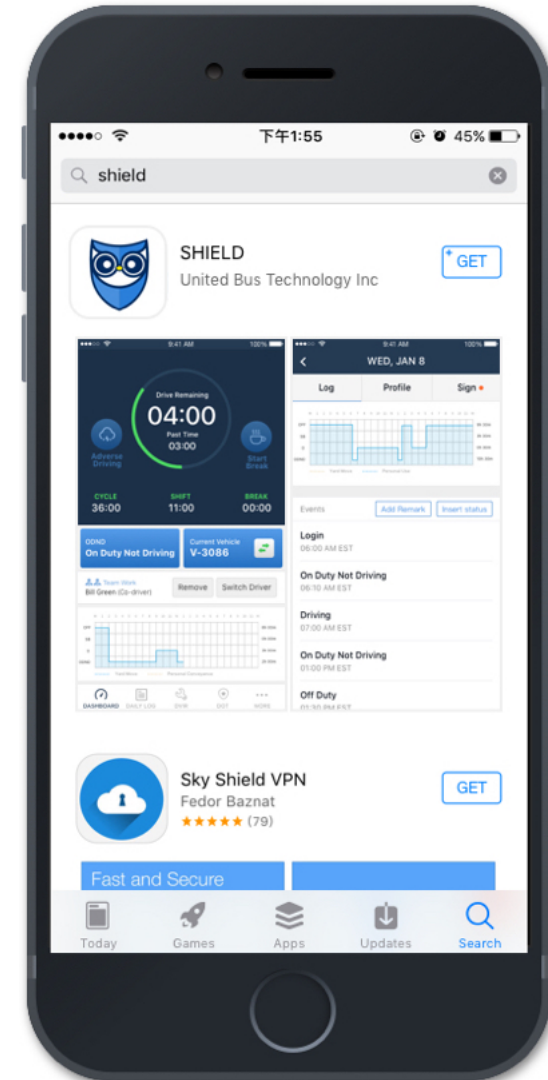 下午1:55
45%
shield
SHIELD
United Bus Technology Inc
GET
9:41 AM 100%
Drive Remaining
04:00
Past Time
03:00
Adverse
Driving
Start
Break
CYCLE SHIFT BREAK
36:00 11:00 00:00
ODND
On Duty Not Driving
Current Vehicle
V-3086
Team Work
Bill Green (Co-driver)
Remove
Switch Driver
DASHBOARD DAILY LOG DVIR DOT MORE
9:41 AM 100%
WED, JAN 8
Log Profile Sign
Events
Add Remark
Insert status
Login
06:00 AM EST
On Duty Not Driving
06:10 AM EST
Driving
07:00 AM EST
On Duty Not Driving
01:00 PM EST
Off Duty
01:30 PM EST
Sky Shield VPN
Fedor Baznat
(79)
GET
Fast and Secure
Today Games Apps Updates Search